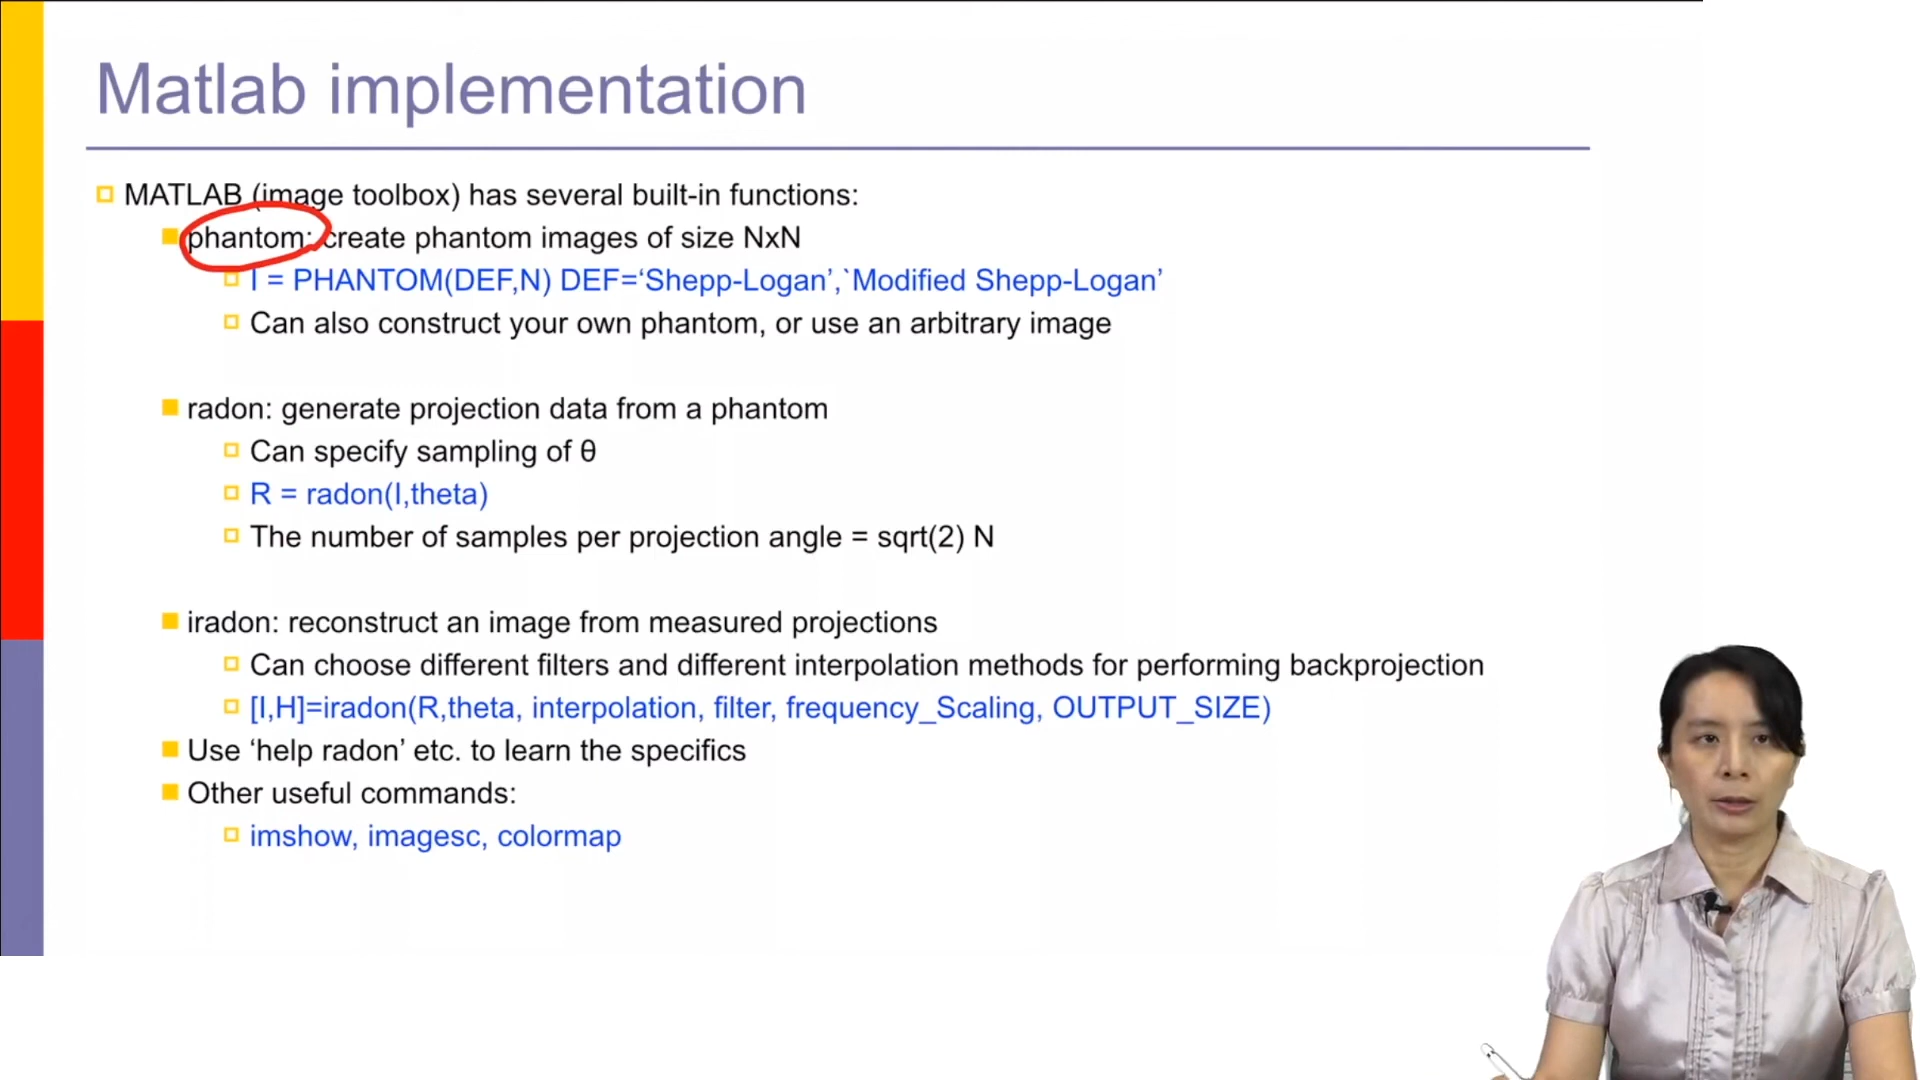 Matlab implementation
MATLAB (image toolbox) has several built-in functions:
phantom: create phantom images of size NxN
I = PHANTOM(DEF,N) DEF=‘Shepp-Logan’,`Modified Shepp-Logan’
Can also construct your own phantom, or use an arbitrary image
radon: generate projection data from a phantom
Can specify sampling of θ
R = radon(I,theta)
The number of samples per projection angle = sqrt(2) N
iradon: reconstruct an image from measured projections
Can choose different filters and different interpolation methods for performing backprojection
[I,H]=iradon(R,theta, interpolation, filter, frequency_Scaling, OUTPUT_SIZE)
Use ‘help radon’ etc. to learn the specifics
Other useful commands:
imshow, imagesc, colormap